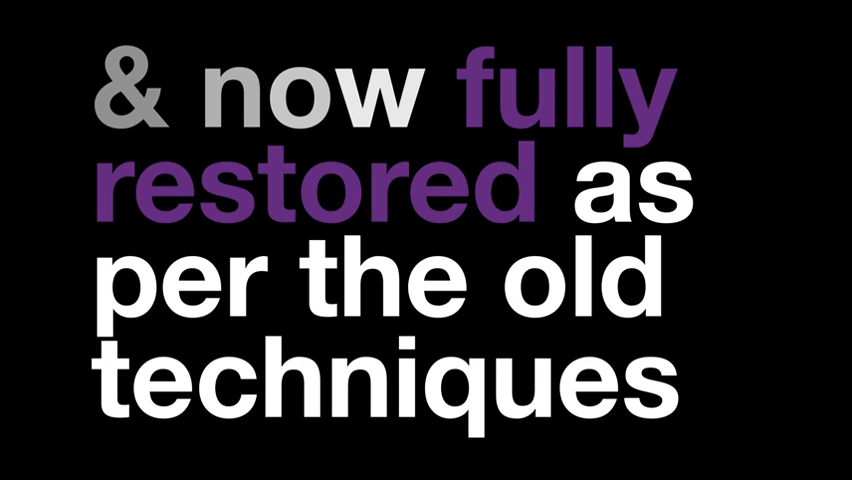 & now fully
restored as
per the old
techniques